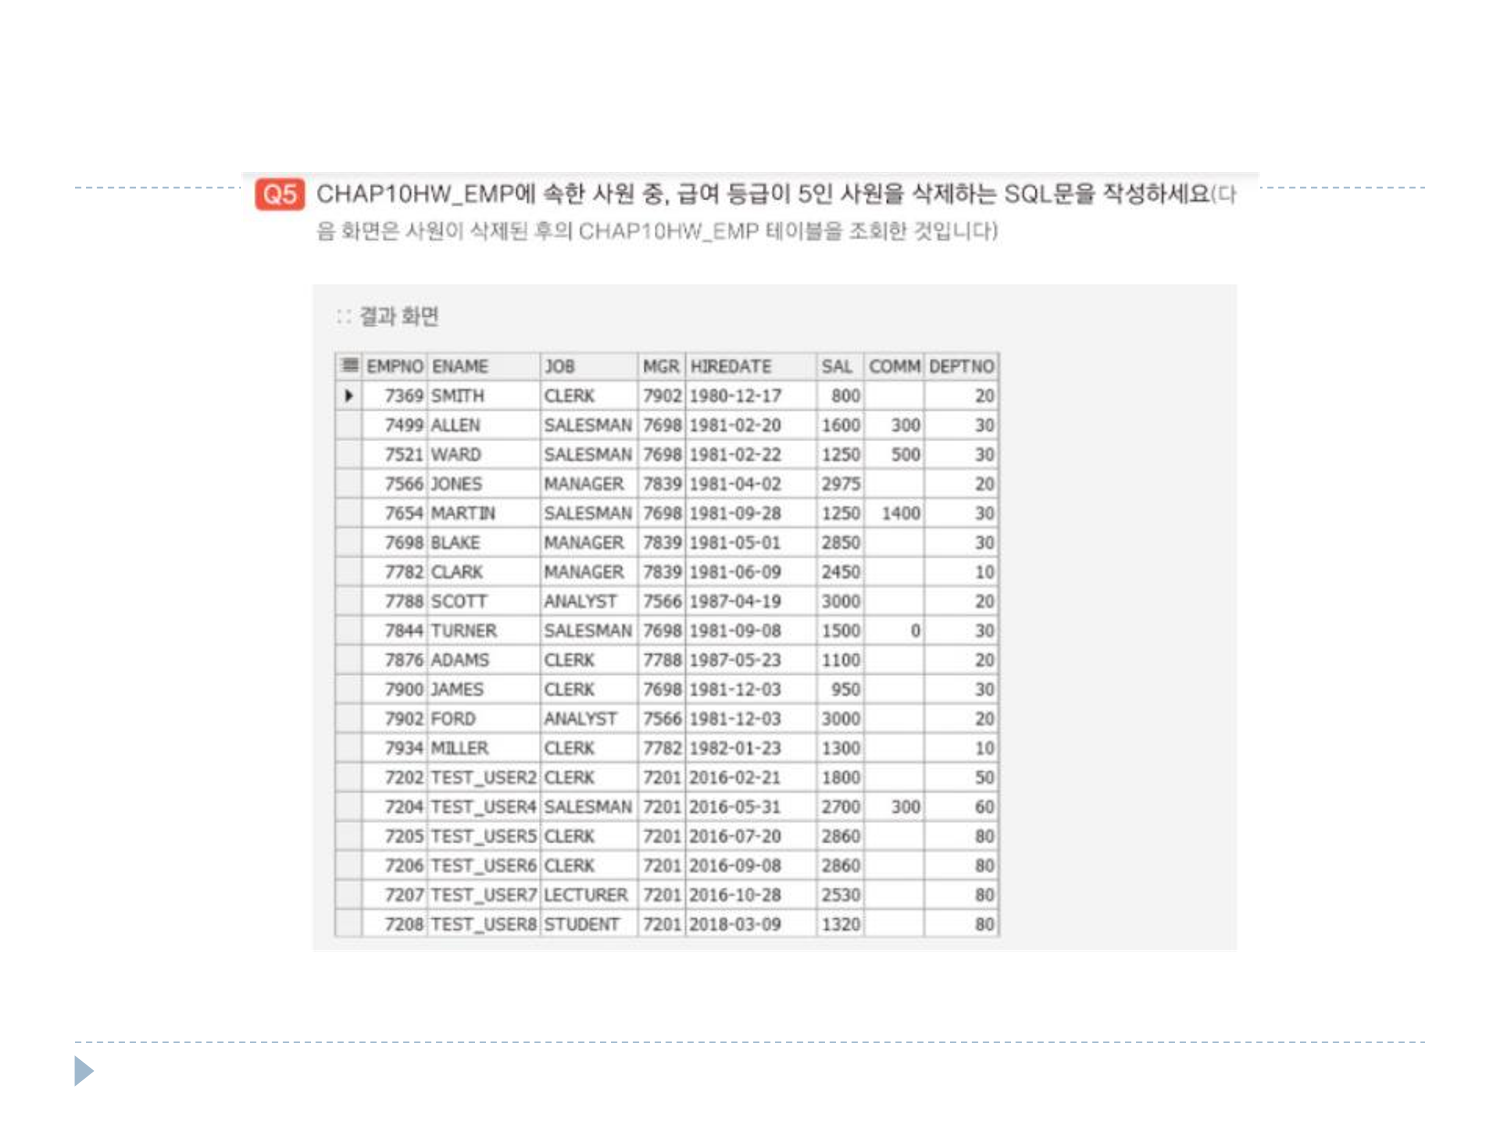 Q5 CHAP10HW_EMP에 속한 사원 중, 급여 등급이 5인 사원을 삭제하는 SQL문을 작성하세요(다
음 화면은 사원이 삭제된 후의 CHAP10HW_EMP 테이블을 조회한 것입니다)
:: 결과 화면
EMPNO ENAME JOB MGR HIREDATE SAL COMM DEPTNO
7369 SMITH CLERK 7902 1980-12-17 800 20
7499 ALLEN SALESMAN 7698 1981-02-20 1600 300 30
7521 WARD SALESMAN 7698 1981-02-22 1250 500 30
7566 JONES MANAGER 7839 1981-04-02 2975 20
7654 MARTIN SALESMAN 7698 1981-09-28 1250 1400 30
7698 BLAKE MANAGER 7839 1981-05-01 2850 30
7782 CLARK MANAGER 7839 1981-06-09 2450 10
7788 SCOTT ANALYST 7566 1987-04-19 3000 20
7844 TURNER SALESMAN 7698 1981-09-08 1500 0 30
7876 ADAMS CLERK 7788 1987-05-23 1100 20
7900 JAMES CLERK 7698 1981-12-03 950 30
7902 FORD ANALYST 7566 1981-12-03 3000 20
7934 MILLER CLERK 7782 1982-01-23 1300 10
7202 TEST_USER2 CLERK 7201 2016-02-21 1800 50
7204 TEST_USER4 SALESMAN 7201 2016-05-31 2700 300 60
7205 TEST_USER5 CLERK 7201 2016-07-20 2860 80
7206 TEST_USER6 CLERK 7201 2016-09-08 2860 80
7207 TEST_USER7 LECTURER 7201 2016-10-28 2530 80
7208 TEST_USER8 STUDENT 7201 2018-03-09 1320 80